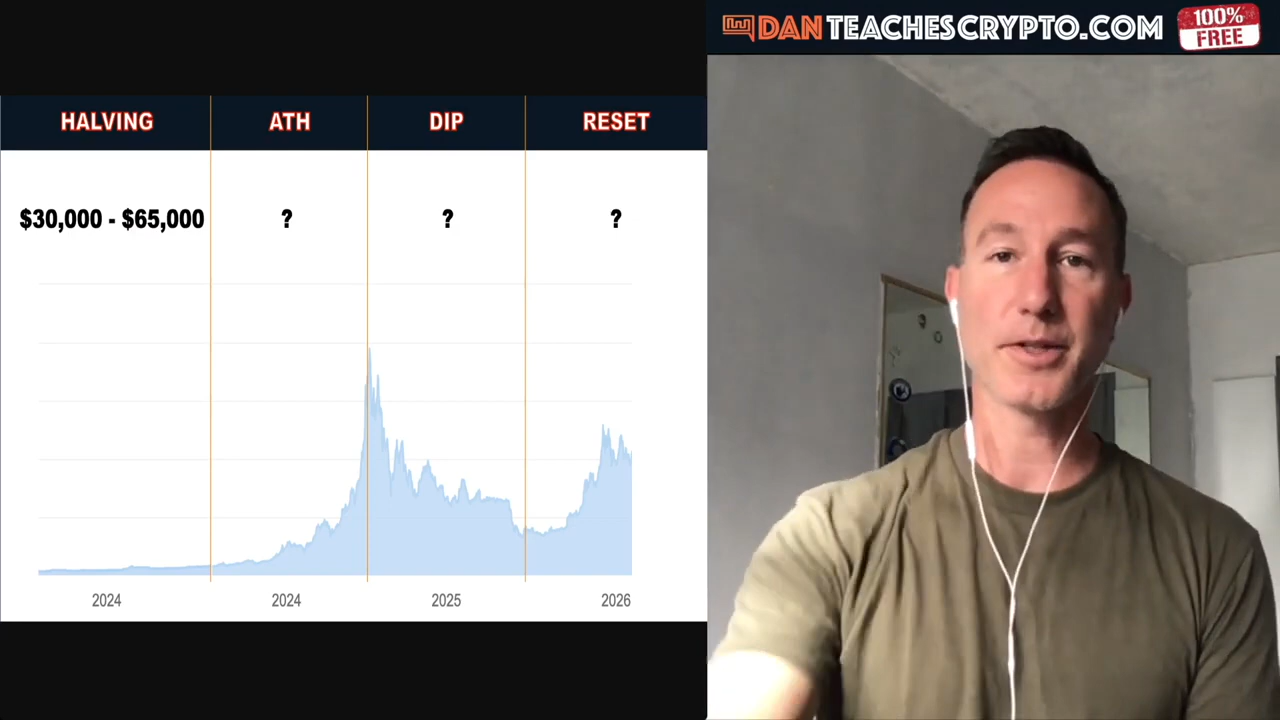 DANTEACHESCRYPTO.COM
100% FREE
HALVING ATH DIP RESET
$30,000 - $65,000 ? ? ?
2024 2024 2025 2026